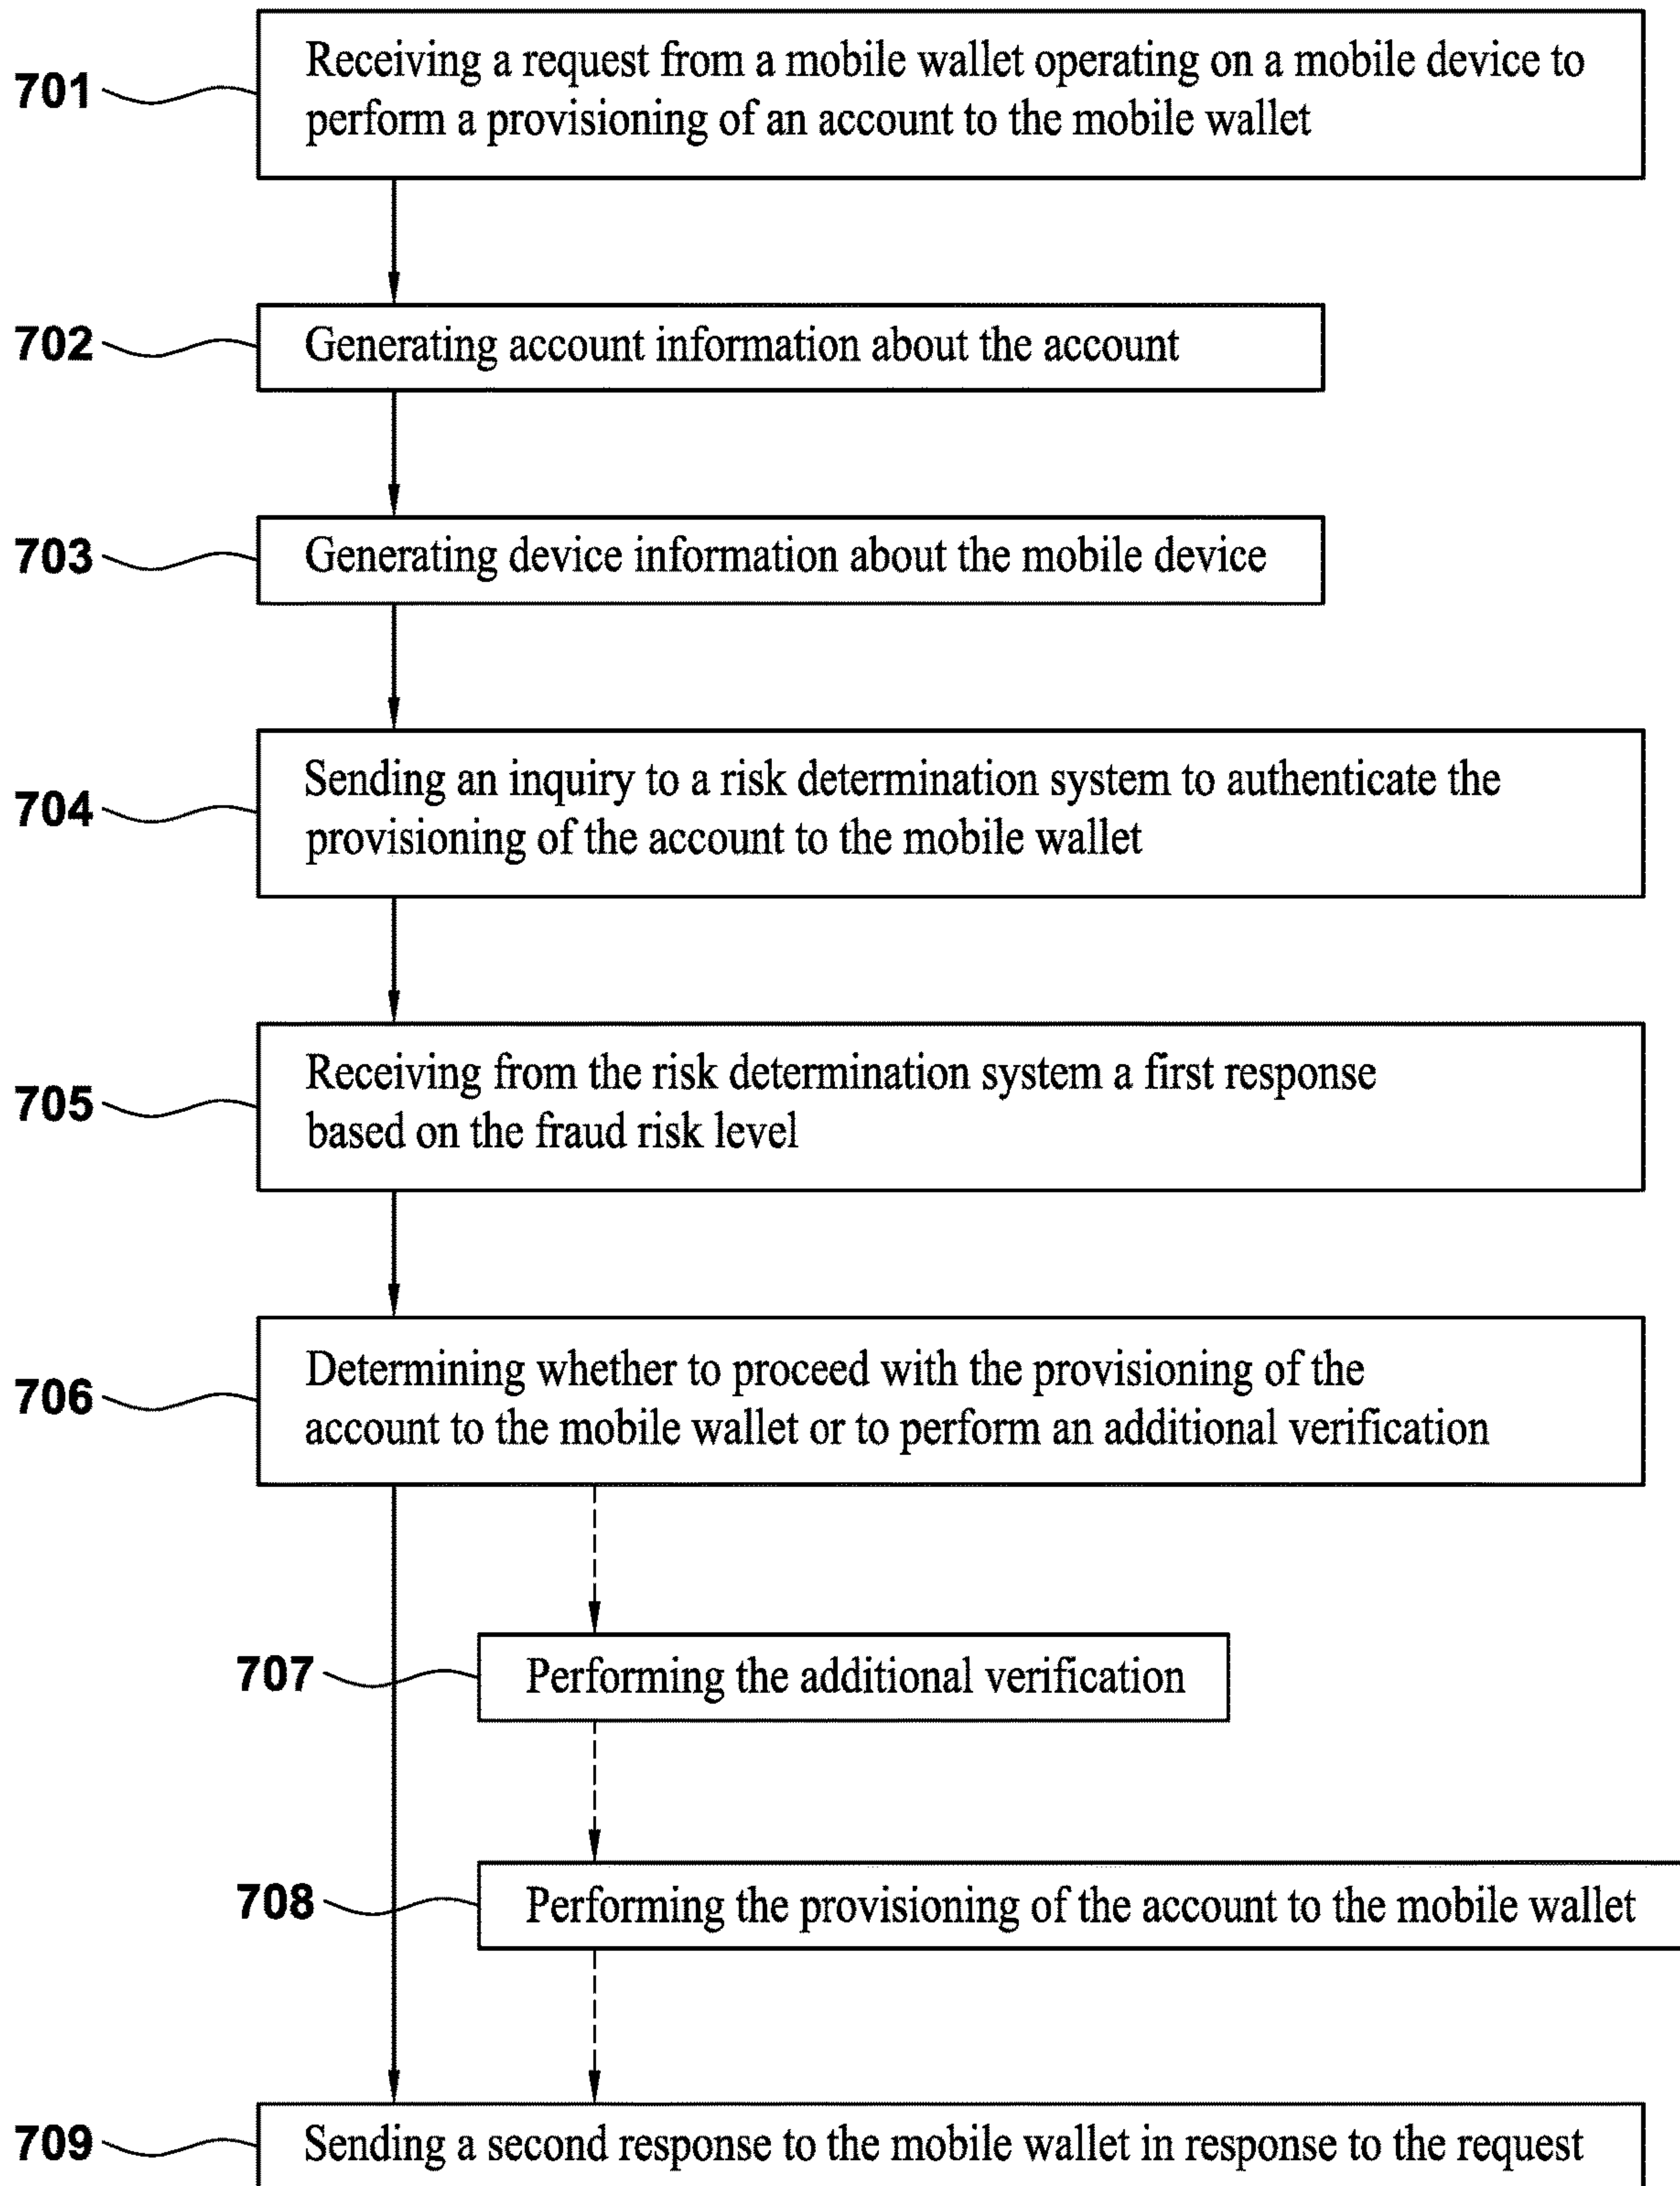 701
Receiving a request from a mobile wallet operating on a mobile device to
perform a provisioning of an account to the mobile wallet
702
Generating account information about the account
703
Generating device information about the mobile device
704
Sending an inquiry to a risk determination system to authenticate the
provisioning of the account to the mobile wallet
705
Receiving from the risk determination system a first response
based on the fraud risk level
706
Determining whether to proceed with the provisioning of the
account to the mobile wallet or to perform an additional verification
707
Performing the additional verification
708
Performing the provisioning of the account to the mobile wallet
709
Sending a second response to the mobile wallet in response to the request